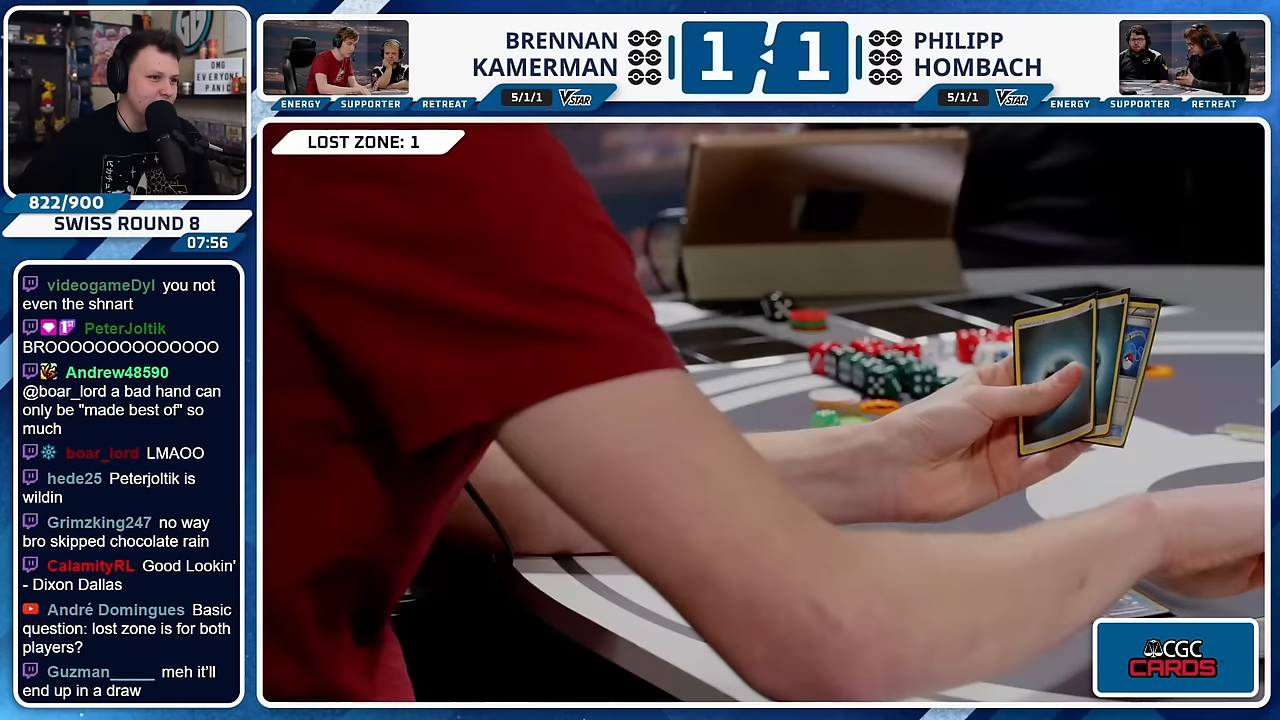 OMG
EVERYONE
PANIC
822/900
SWISS ROUND 8
07:56
BRENNAN
KAMERMAN
1 1
PHILIPP
HOMBACH
ENERGY SUPPORTER RETREAT
5/1/1 VSTAR
5/1/1 VSTAR
ENERGY SUPPORTER RETREAT
LOST ZONE: 1
videogameDyl you not
even the shnart
1ST PeterJoltik
BROOOOOOOOOOOOOO
Andrew48590
@boar_lord a bad hand can
only be "made best of" so
much
boar_lord LMAOO
hede25 Peterjoltik is
wildin
Grimzking247 no way
bro skipped chocolate rain
CalamityRL Good Lookin'
- Dixon Dallas
André Domingues Basic
question: lost zone is for both
players?
Guzman_____ meh it'll
end up in a draw
CGC
CARDS